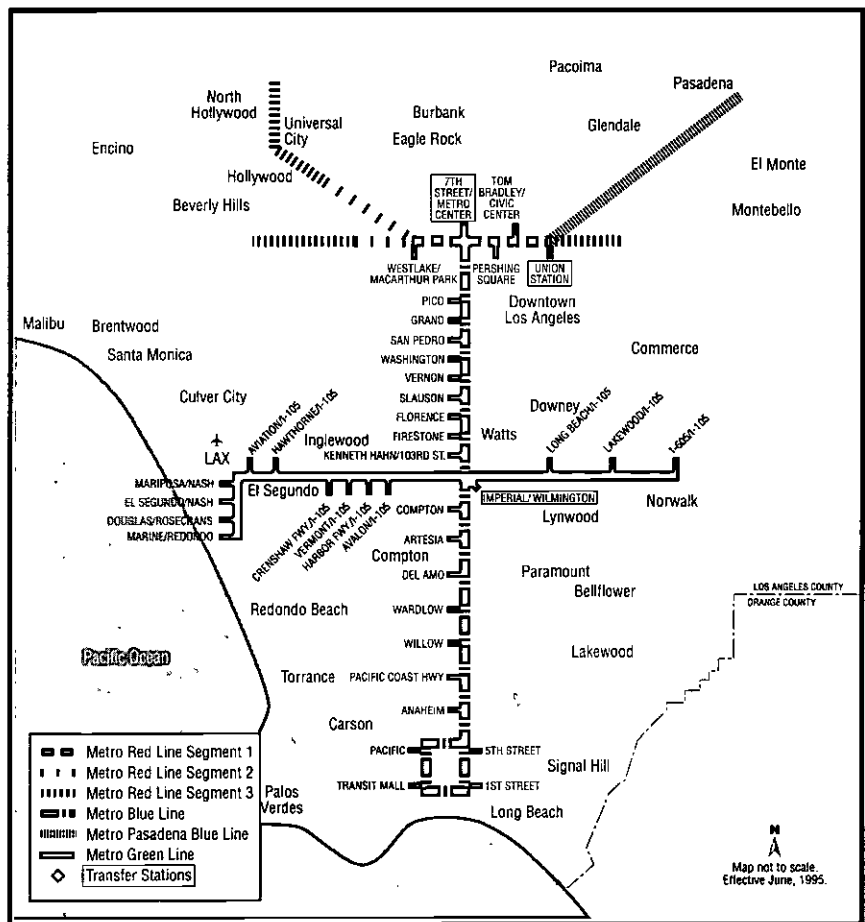 Pacoima
Pasadena
North
Hollywood
Universal
City
Burbank
Eagle Rock
Glendale
Encino
El Monte
Hollywood
Beverly Hills
Montebello
7TH
STREET/
METRO
CENTER
TOM
BRADLEY/
CIVIC
CENTER
WESTLAKE/
MACARTHUR PARK
PERSHING
SQUARE
UNION
STATION
PICO
GRAND
Downtown
Los Angeles
Malibu
Brentwood
Santa Monica
SAN PEDRO
WASHINGTON
VERNON
Commerce
Culver City
SLAUSON
FLORENCE
FIRESTONE
KENNETH HAHN/103RD ST.
Downey
Watts
AVIATION/I-105
HAWTHORNE/I-105
Inglewood
LONG BEACH/I-105
LAKEWOOD/I-105
I-605/I-105
LAX
MARIPOSA/NASH
EL SEGUNDO/NASH
DOUGLAS/ROSECRANS
MARINE/REDONDO
El Segundo
CRENSHAW FWY/I-105
VERMONT/I-105
HARBOR FWY/I-105
AVALON/I-105
IMPERIAL/WILMINGTON
Norwalk
Lynwood
COMPTON
ARTESIA
Compton
DEL AMO
Paramount
Bellflower
LOS ANGELES COUNTY
ORANGE COUNTY
Redondo Beach
WARDLOW
WILLOW
Lakewood
Pacific Ocean
Torrance
PACIFIC COAST HWY
ANAHEIM
Carson
PACIFIC
5TH STREET
Signal Hill
TRANSIT MALL
1ST STREET
Palos
Verdes
Long Beach
Metro Red Line Segment 1
Metro Red Line Segment 2
Metro Red Line Segment 3
Metro Blue Line
Metro Pasadena Blue Line
Metro Green Line
Transfer Stations
N
Map not to scale.
Effective June, 1995.